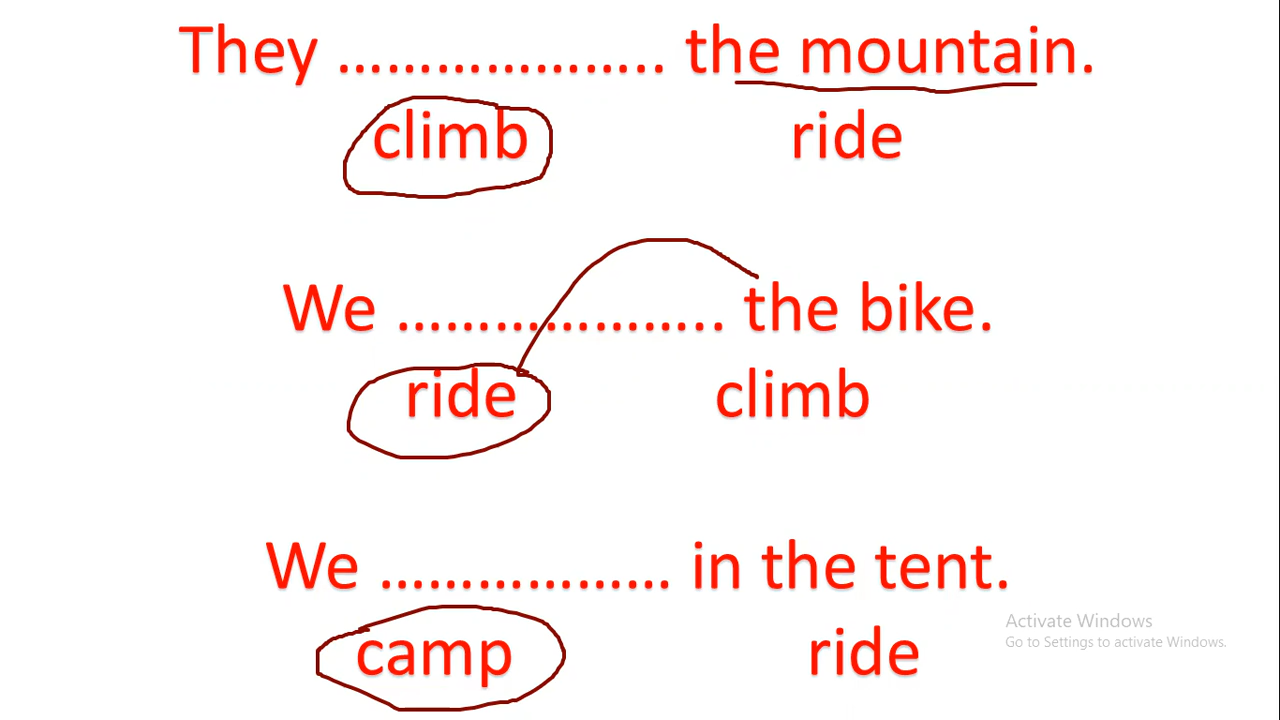 They ......................... the mountain.
climb ride
We ......................... the bike.
ride climb
We ...................... in the tent.
Activate Windows
Go to Settings to activate Windows.
camp ride